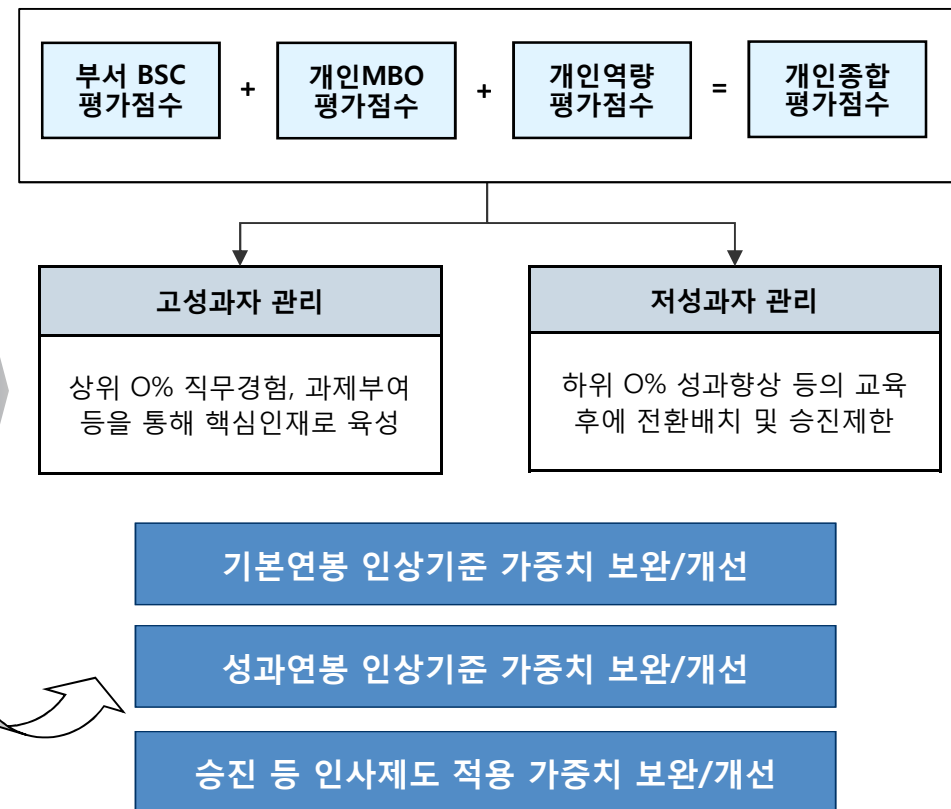 부서 BSC
평가점수
+
개인MBO
평가점수
+
개인역량
평가점수
=
개인종합
평가점수
고성과자 관리
상위 O% 직무경험, 과제부여
등을 통해 핵심인재로 육성
저성과자 관리
하위 O% 성과향상 등의 교육
후에 전환배치 및 승진제한
기본연봉 인상기준 가중치 보완/개선
성과연봉 인상기준 가중치 보완/개선
승진 등 인사제도 적용 가중치 보완/개선